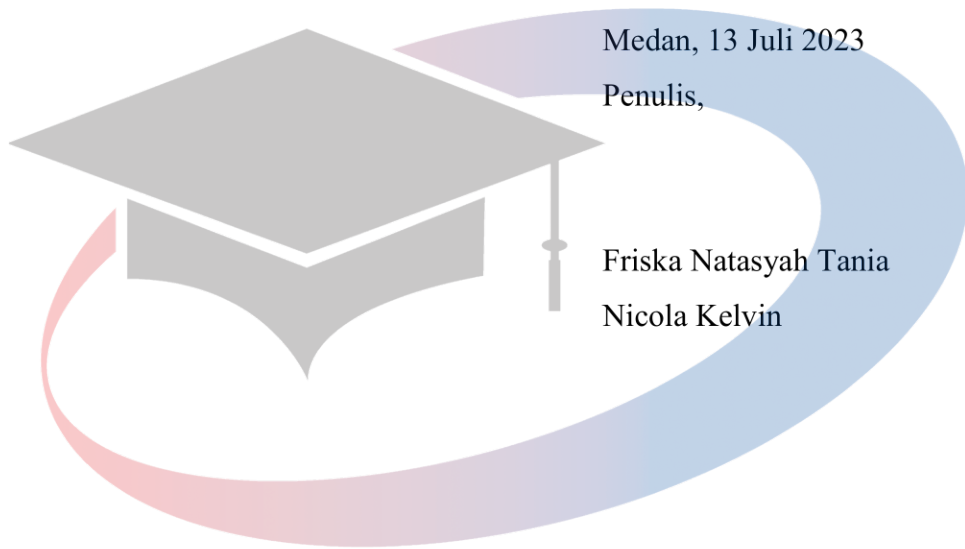 Medan, 13 Juli 2023
Penulis,
Friska Natasyah Tania
Nicola Kelvin